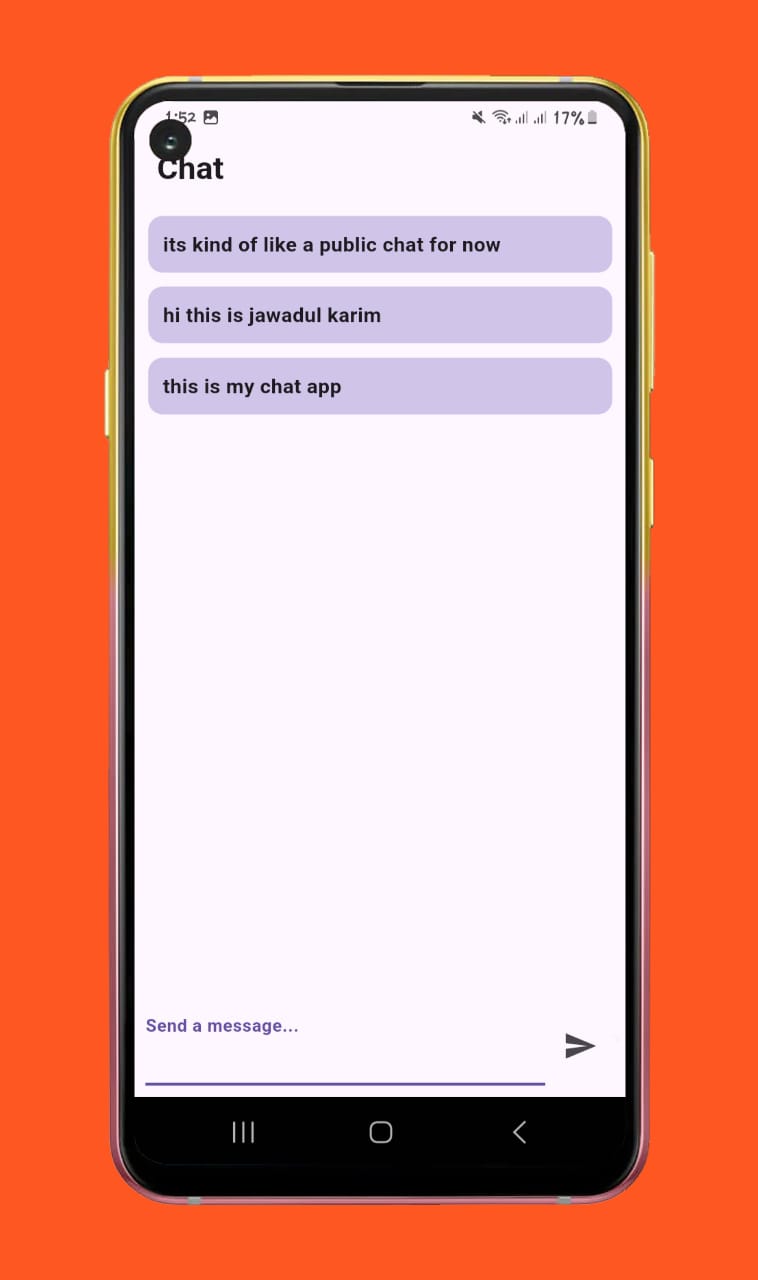 1:52 17%
Chat
its kind of like a public chat for now
hi this is jawadul karim
this is my chat app
Send a message...